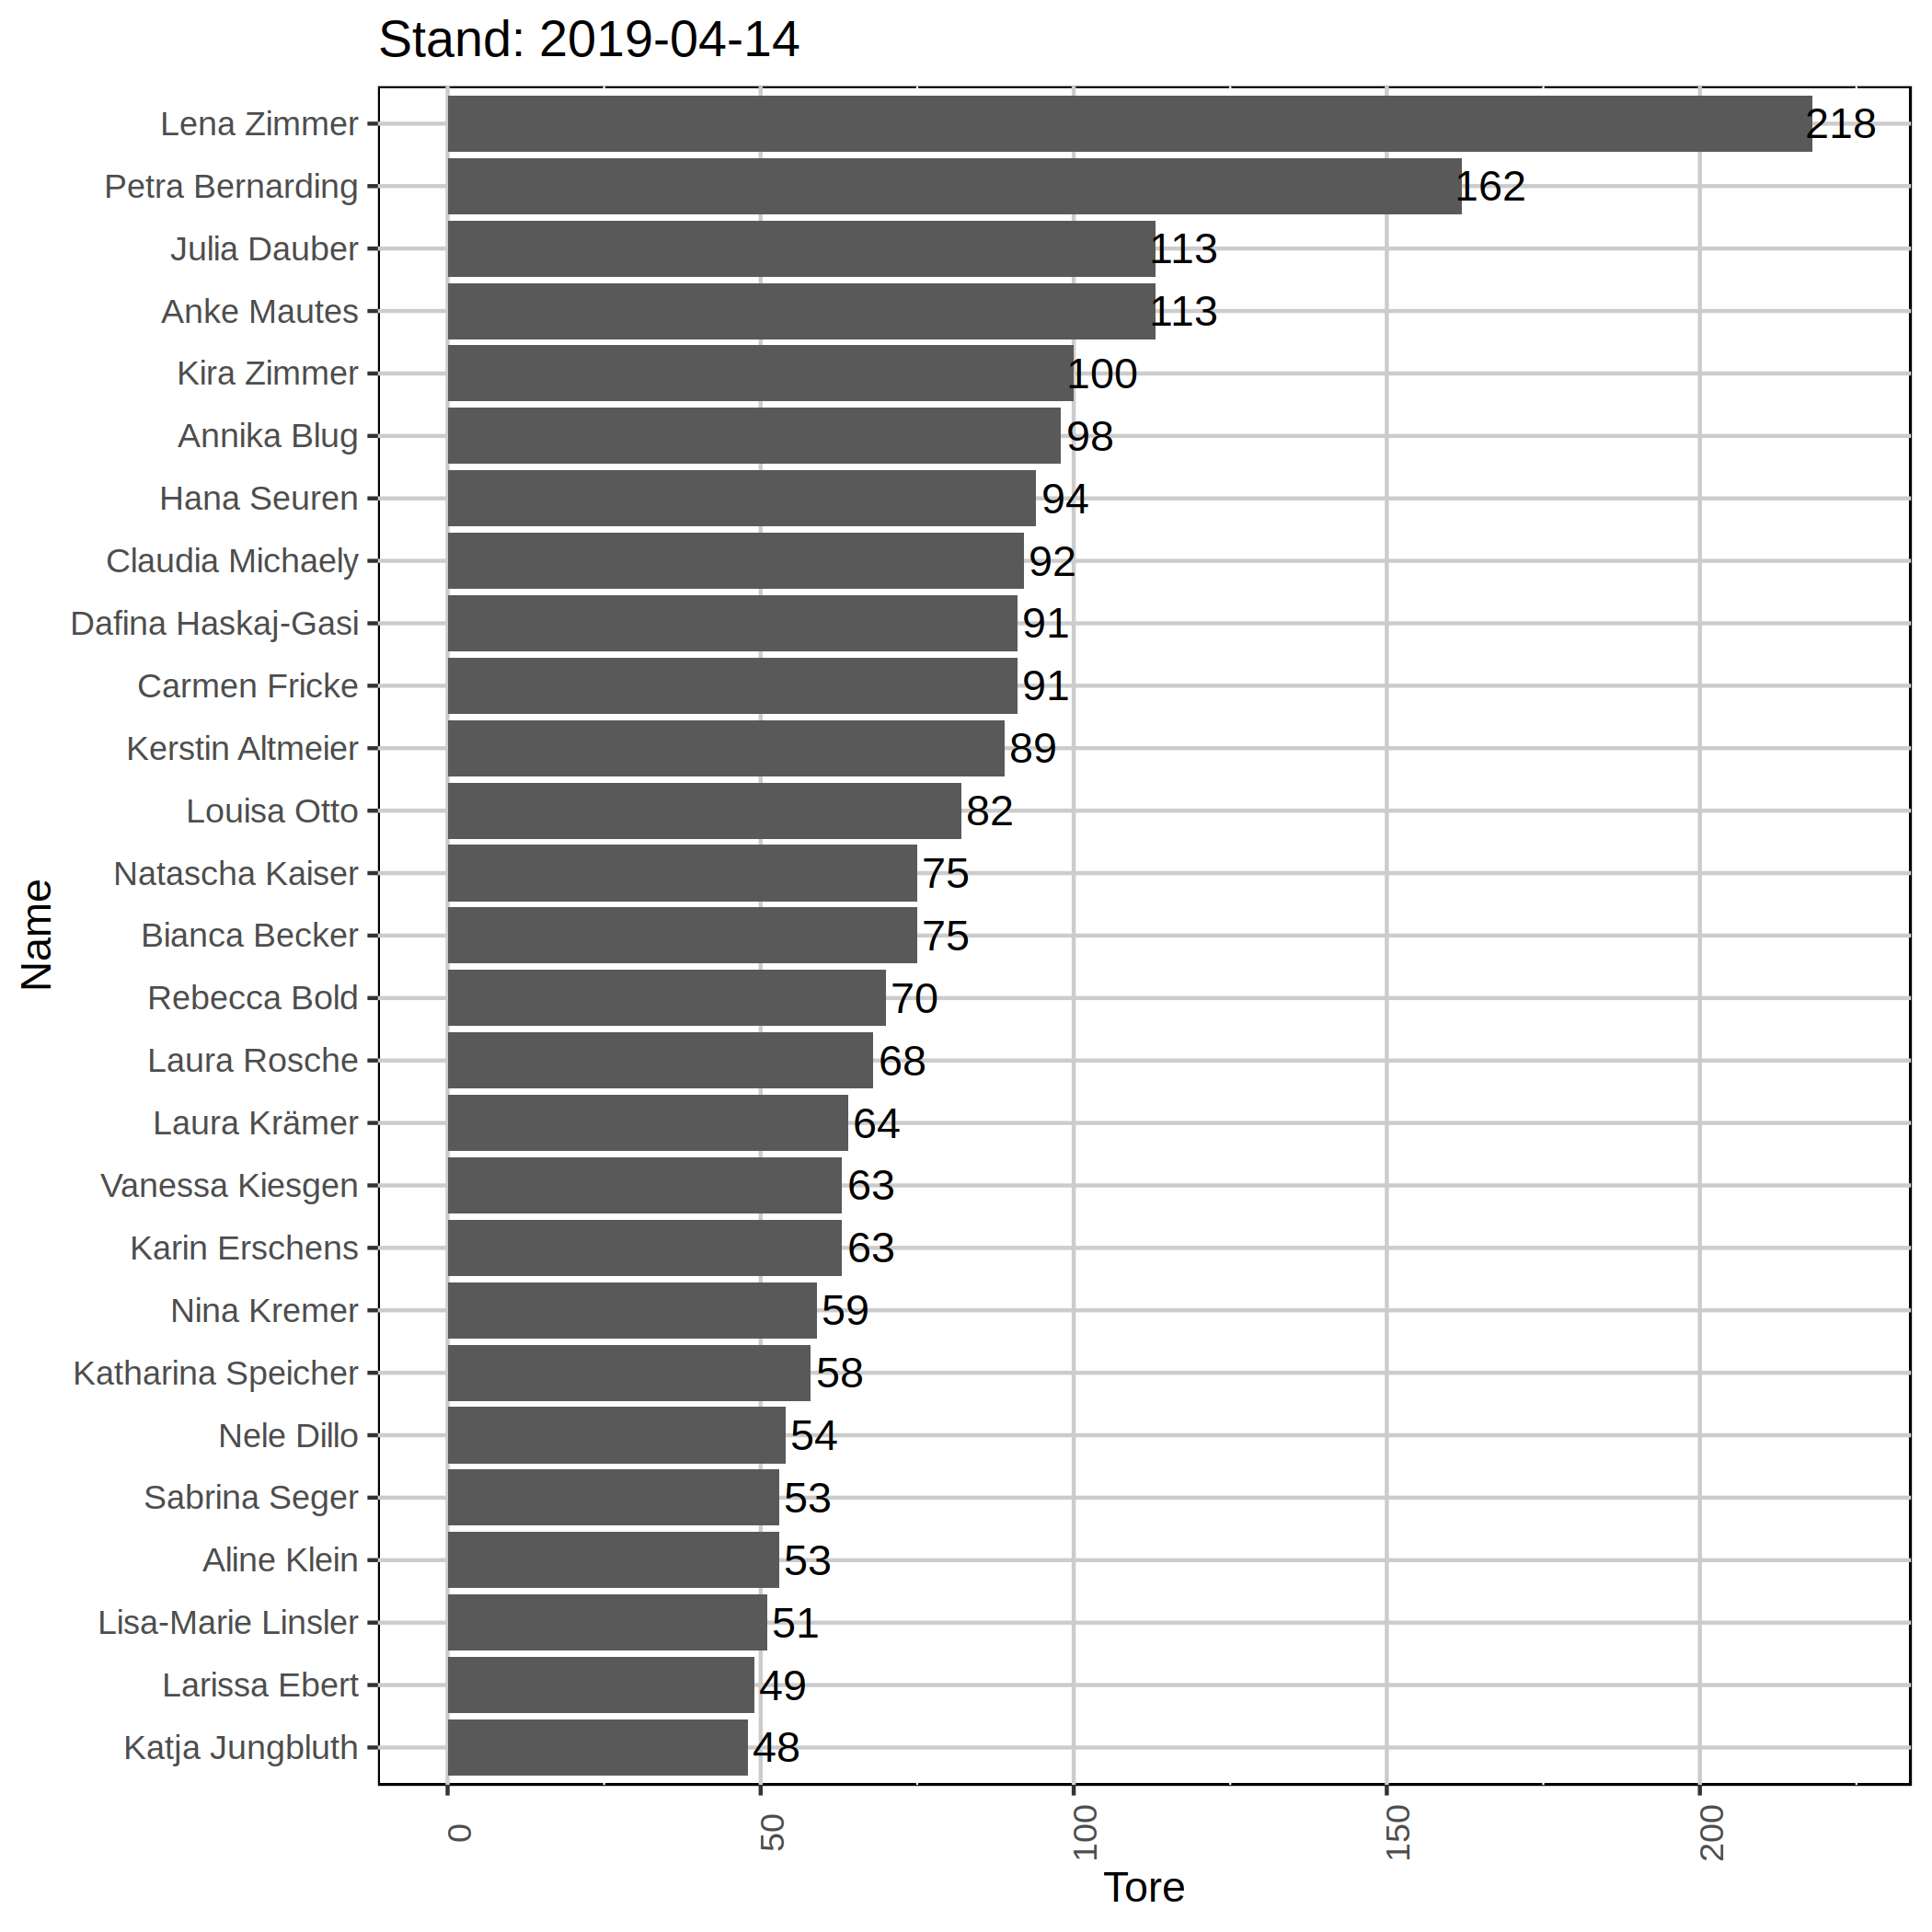 Stand: 2019-04-14
Lena Zimmer 218
Petra Bernarding 162
Julia Dauber 113
Anke Mautes 113
Kira Zimmer 100
Annika Blug 98
Hana Seuren 94
Claudia Michaely 92
Dafina Haskaj-Gasi 91
Carmen Fricke 91
Kerstin Altmeier 89
Louisa Otto 82
Natascha Kaiser 75
Bianca Becker 75
Rebecca Bold 70
Laura Rosche 68
Laura Krämer 64
Vanessa Kiesgen 63
Karin Erschens 63
Nina Kremer 59
Katharina Speicher 58
Nele Dillo 54
Sabrina Seger 53
Aline Klein 53
Lisa-Marie Linsler 51
Larissa Ebert 49
Katja Jungbluth 48
Name
0 50 100 150 200
Tore